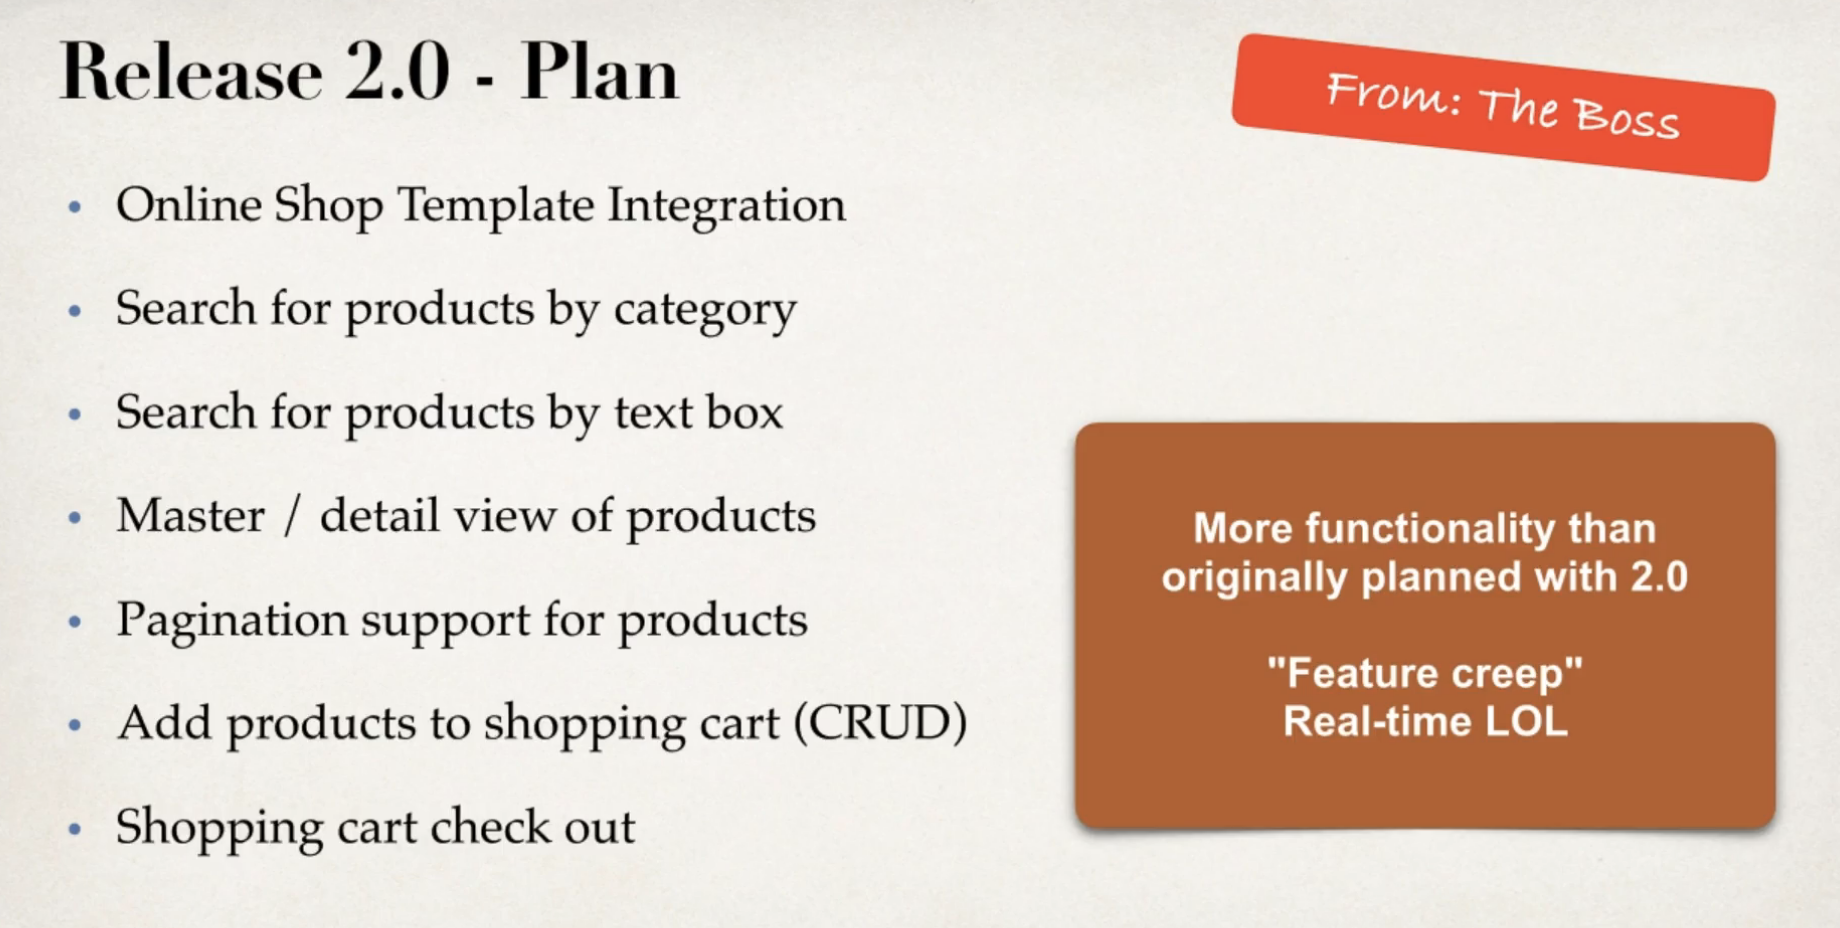 Release 2.0 - Plan
From: The Boss
• Online Shop Template Integration
• Search for products by category
• Search for products by text box
• Master / detail view of products
• Pagination support for products
• Add products to shopping cart (CRUD)
• Shopping cart check out
More functionality than
originally planned with 2.0
"Feature creep"
Real-time LOL